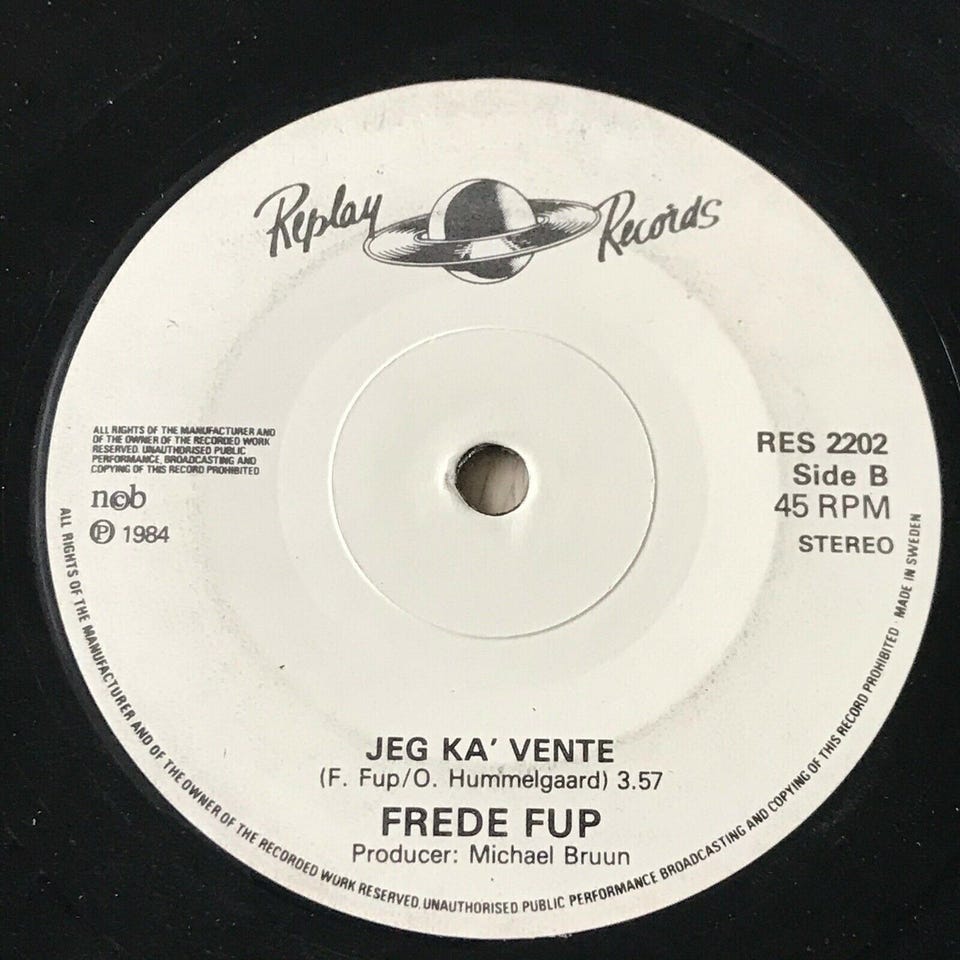 Replay Records
ALL RIGHTS OF THE MANUFACTURER AND
OF THE OWNER OF THE RECORDED WORK
RESERVED. UNAUTHORISED PUBLIC
PERFORMANCE, BROADCASTING AND
COPYING OF THIS RECORD PROHIBITED
n©b
Ⓟ 1984
RES 2202
Side B
45 RPM
STEREO
JEG KA' VENTE
(F. Fup/O. Hummelgaard) 3.57
FREDE FUP
Producer: Michael Bruun
ALL RIGHTS OF THE MANUFACTURER AND OF THE OWNER OF THE RECORDED WORK RESERVED. UNAUTHORISED PUBLIC PERFORMANCE BROADCASTING AND COPYING OF THIS RECORD PROHIBITED · MADE IN SWEDEN